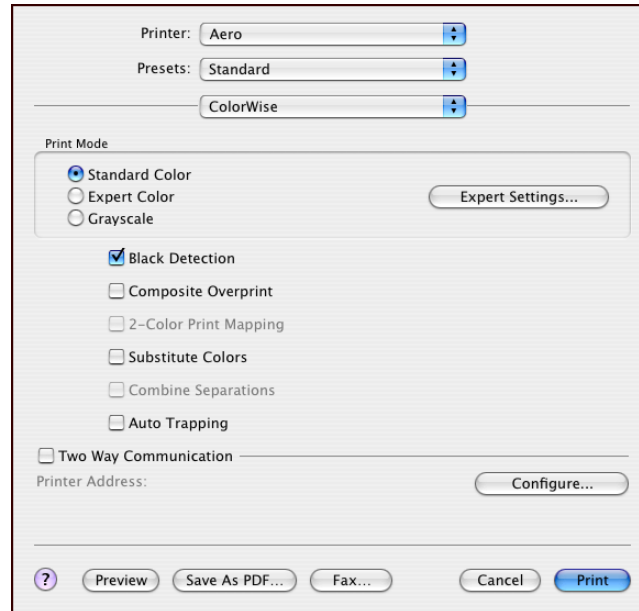 Printer: Aero
Presets: Standard
ColorWise
Print Mode
Standard Color
Expert Color
Expert Settings...
Grayscale
Black Detection
Composite Overprint
2-Color Print Mapping
Substitute Colors
Combine Separations
Auto Trapping
Two Way Communication
Printer Address:
Configure...
? Preview Save As PDF... Fax... Cancel Print